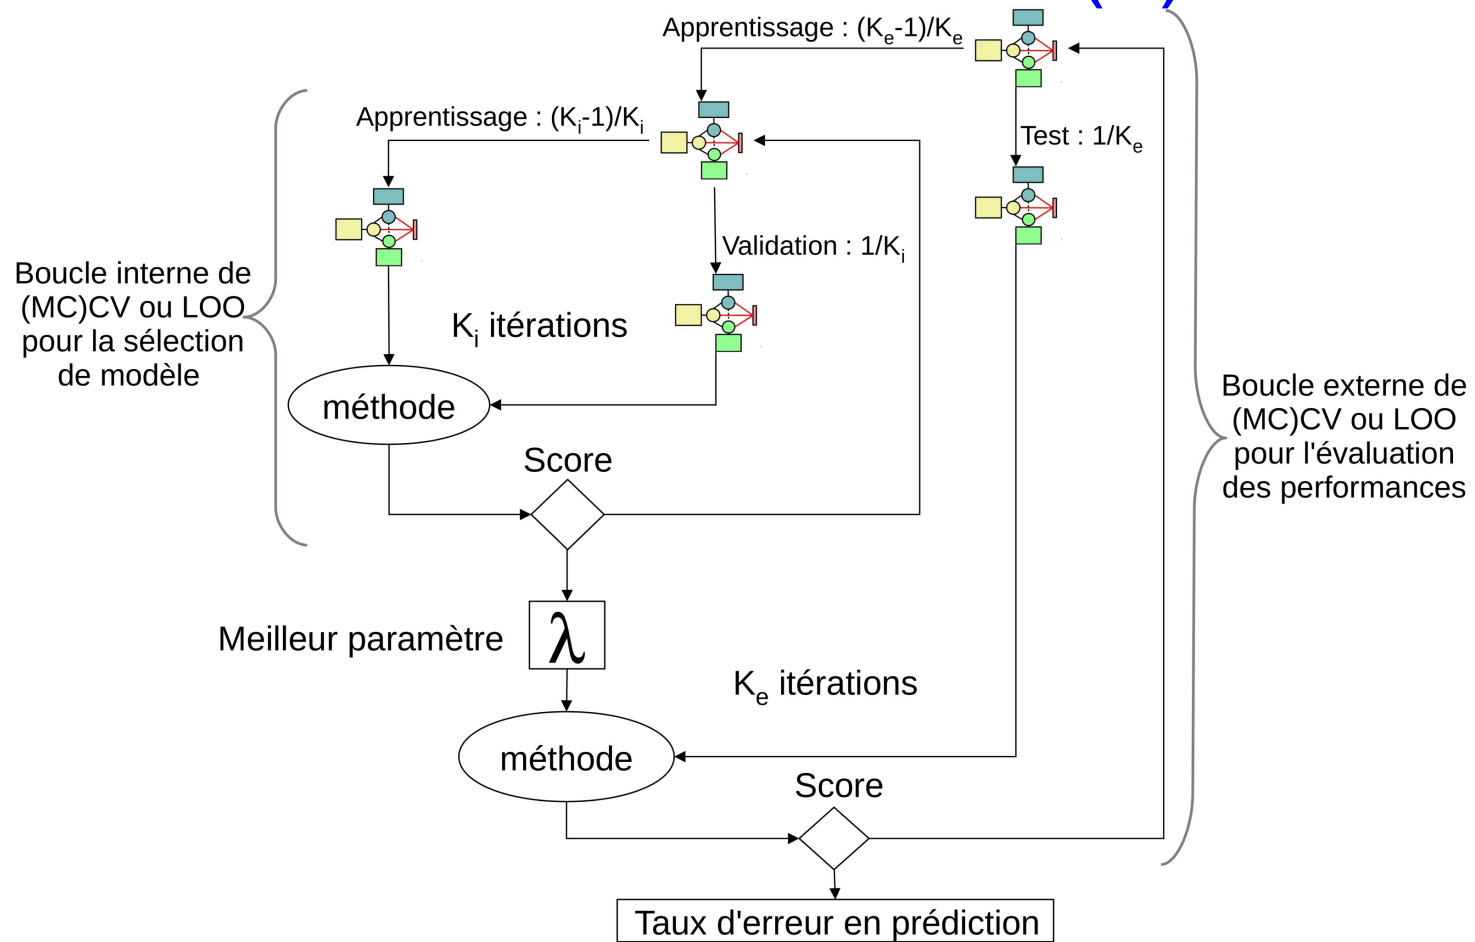 Apprentissage : (Ke-1)/Ke
Apprentissage : (Ki-1)/Ki
Test : 1/Ke
Validation : 1/Ki
Boucle interne de
(MC)CV ou LOO
pour la sélection
de modèle
Ki itérations
méthode
Score
Boucle externe de
(MC)CV ou LOO
pour l'évaluation
des performances
Meilleur paramètre
λ
Ke itérations
méthode
Score
Taux d'erreur en prédiction